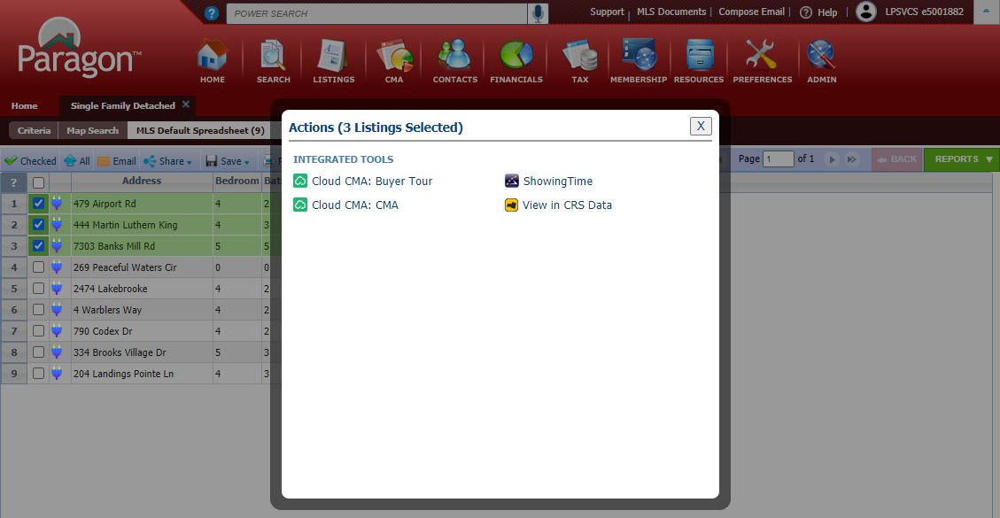 POWER SEARCH
Support | MLS Documents | Compose Email | Help | LPSVCS e5001882
Paragon™
HOME SEARCH LISTINGS CMA CONTACTS FINANCIALS TAX MEMBERSHIP RESOURCES PREFERENCES ADMIN
Home Single Family Detached
Criteria Map Search MLS Default Spreadsheet (9)
Checked All Email Share Save Page 1 of 1 BACK REPORTS
Actions (3 Listings Selected) X
INTEGRATED TOOLS
Cloud CMA: Buyer Tour ShowingTime
Cloud CMA: CMA View in CRS Data
? Address Bedroom
1 479 Airport Rd 4 2
2 444 Martin Luthern King 4 3
3 7303 Banks Mill Rd 5 5
4 269 Peaceful Waters Cir 0 0
5 2474 Lakebrooke 4 2
6 4 Warblers Way 4 2
7 790 Codex Dr 4 2
8 334 Brooks Village Dr 5 3
9 204 Landings Pointe Ln 4 3